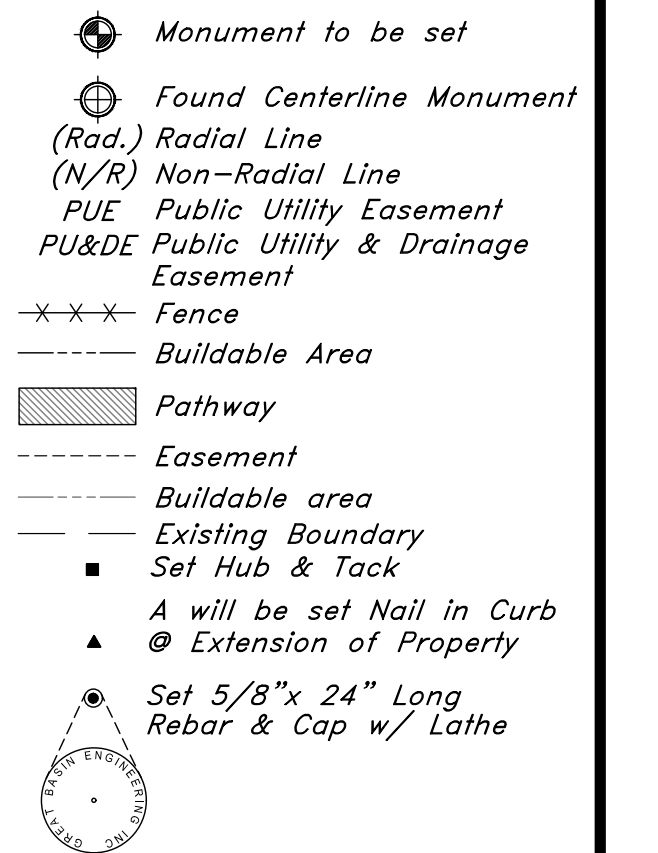 Monument to be set
Found Centerline Monument
(Rad.) Radial Line
(N/R) Non-Radial Line
PUE Public Utility Easement
PU&DE Public Utility & Drainage
Easement
Fence
Buildable Area
Pathway
Easement
Buildable area
Existing Boundary
Set Hub & Tack
A will be set Nail in Curb
@ Extension of Property
Set 5/8"x 24" Long
Rebar & Cap w/ Lathe
GREAT BASIN ENGINEERING INC